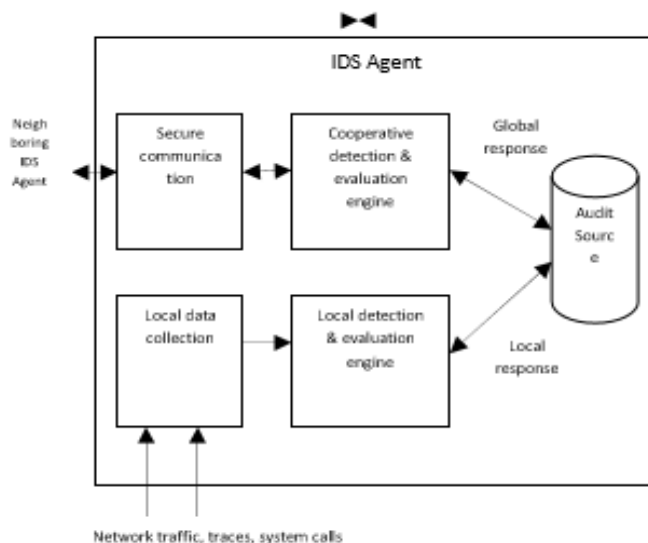 IDS Agent
Neigh
boring
IDS
Agent
Secure
communica
tion
Cooperative
detection &
evaluation
engine
Global
response
Audit
Sourc
e
Local data
collection
Local detection
& evaluation
engine
Local
response
Network traffic, traces, system calls